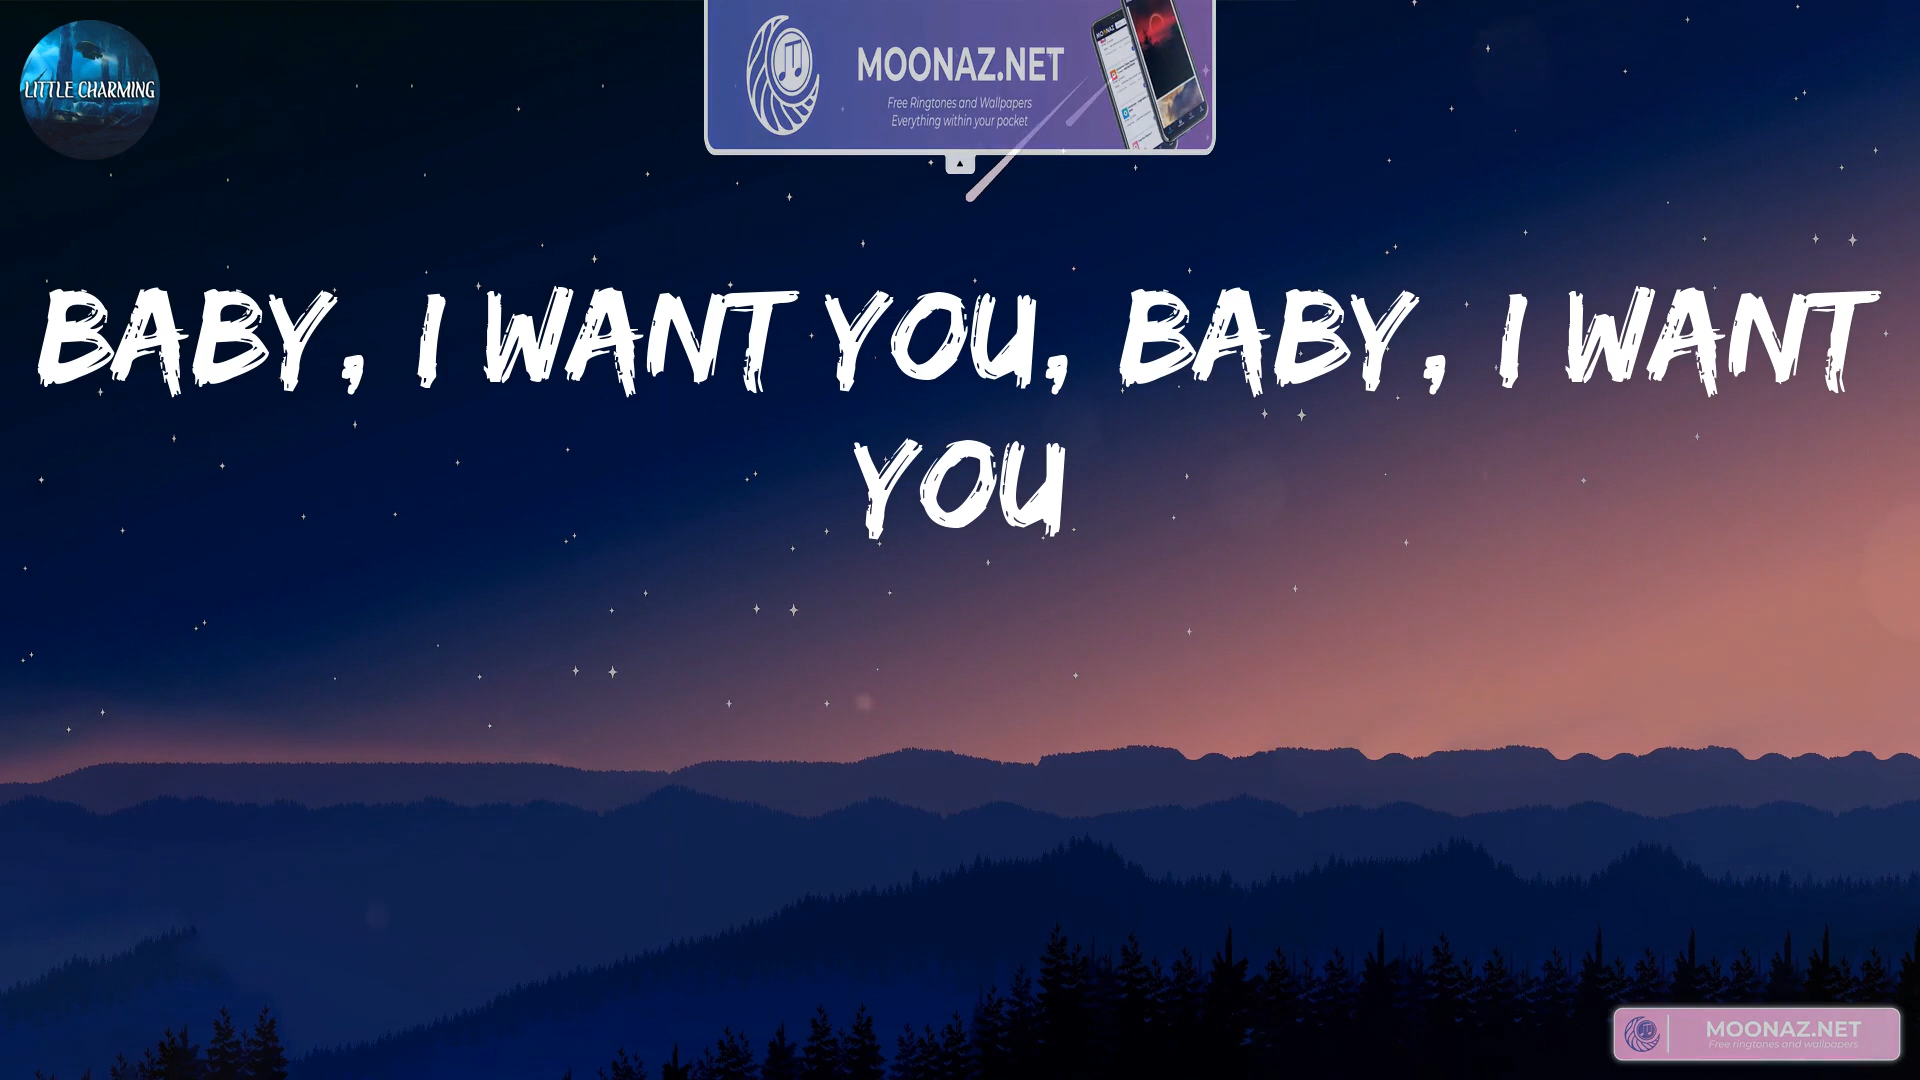 LITTLE CHARMING
MOONAZ.NET
Free Ringtones and Wallpapers
Everything within your pocket
BABY, I WANT YOU, BABY, I WANT
YOU
MOONAZ.NET
Free ringtones and wallpapers